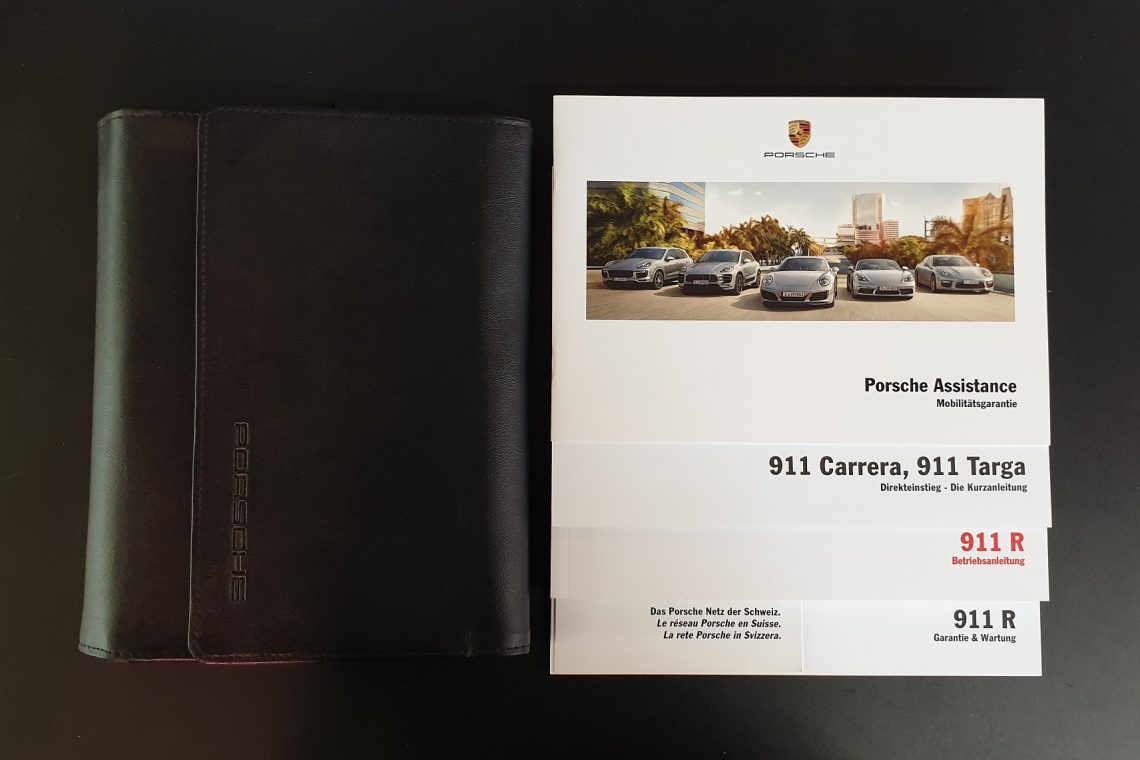 PORSCHE
PORSCHE
Porsche Assistance
Mobilitätsgarantie
911 Carrera, 911 Targa
Direkteinstieg - Die Kurzanleitung
911 R
Betriebsanleitung
Das Porsche Netz der Schweiz.
Le réseau Porsche en Suisse.
La rete Porsche in Svizzera.
911 R
Garantie & Wartung